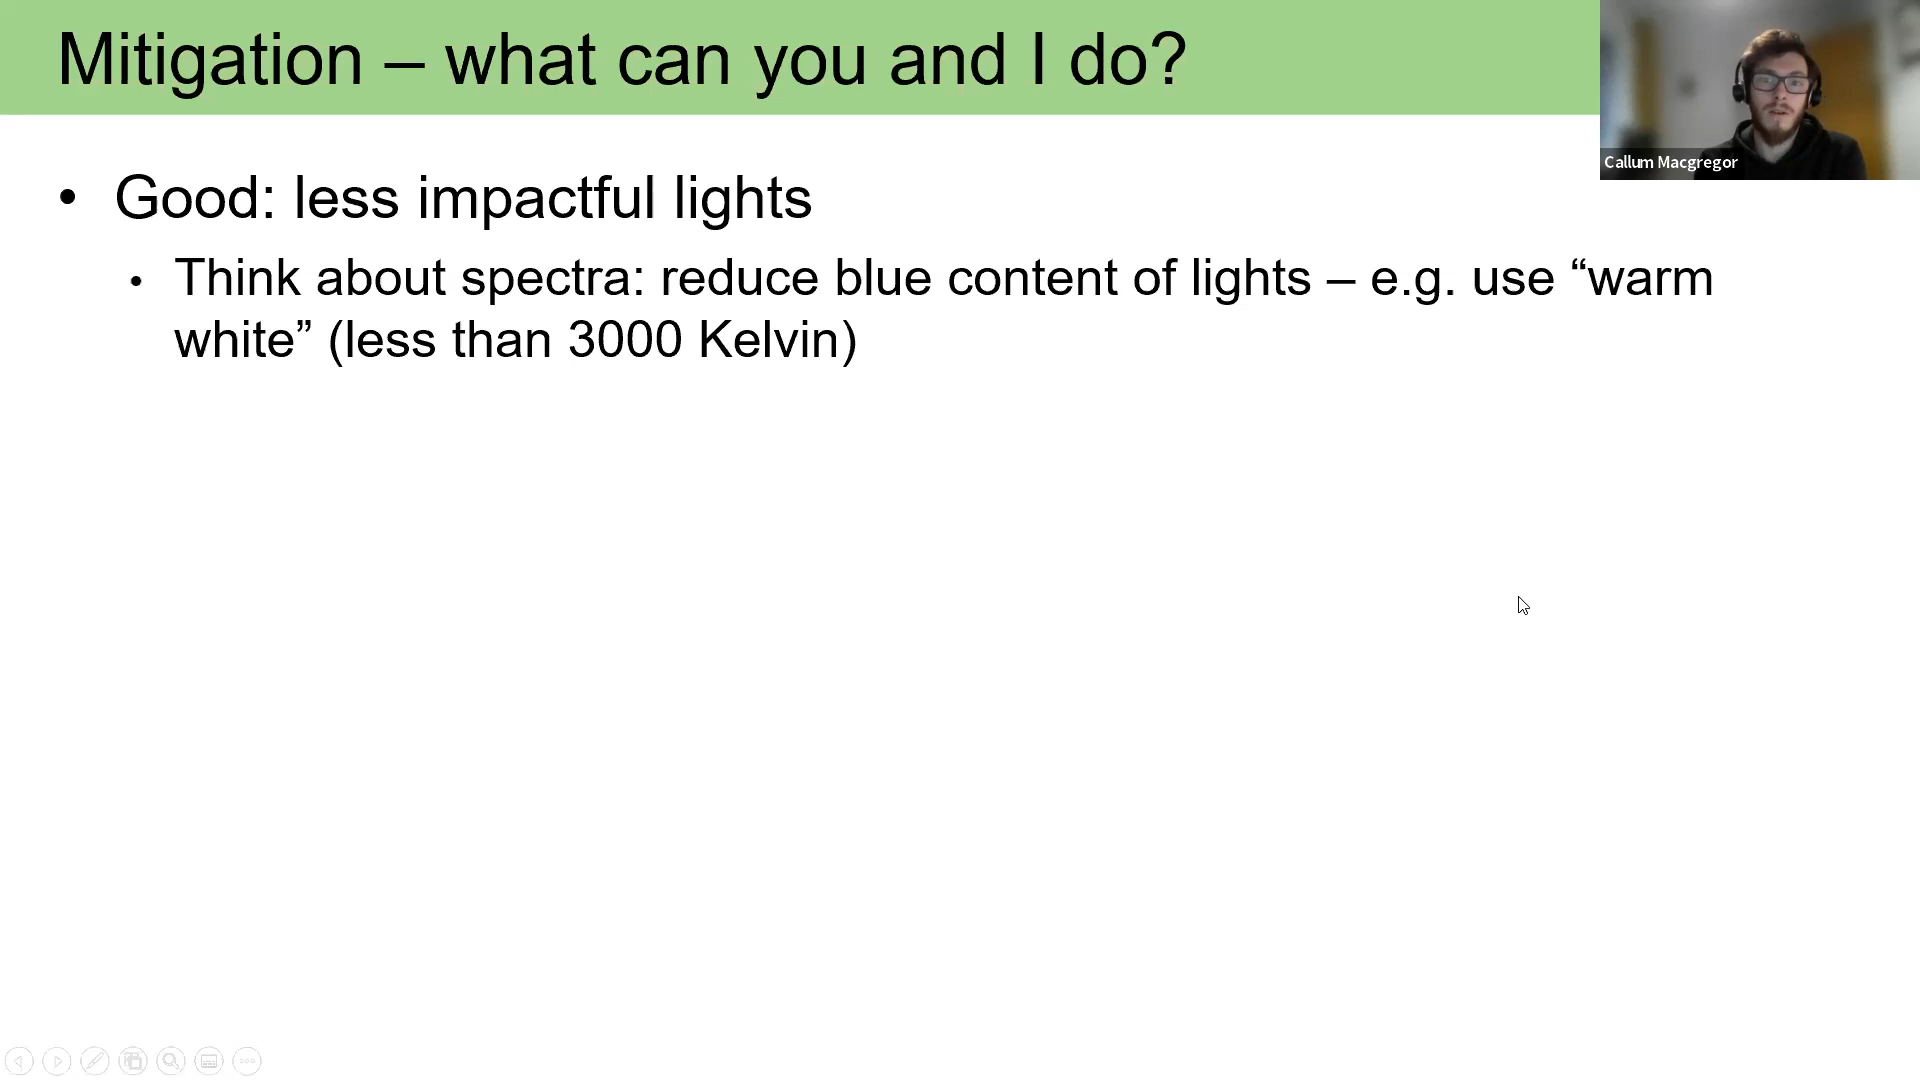 Mitigation – what can you and I do?
Callum Macgregor
• Good: less impactful lights
• Think about spectra: reduce blue content of lights – e.g. use “warm
white” (less than 3000 Kelvin)